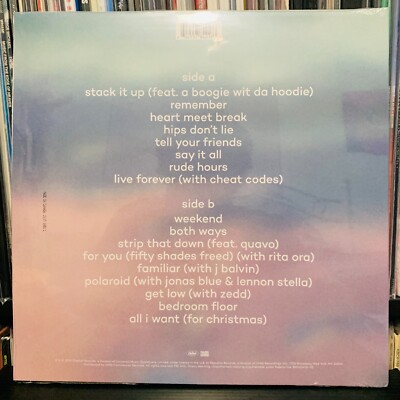 side a
stack it up (feat. a boogie wit da hoodie)
remember
heart meet break
hips don't lie
tell your friends
say it all
rude hours
live forever (with cheat codes)
side b
weekend
both ways
strip that down (feat. quavo)
for you (fifty shades freed) (with rita ora)
familiar (with j balvin)
polaroid (with jonas blue & lennon stella)
get low (with zedd)
bedroom floor
all i want (for christmas)